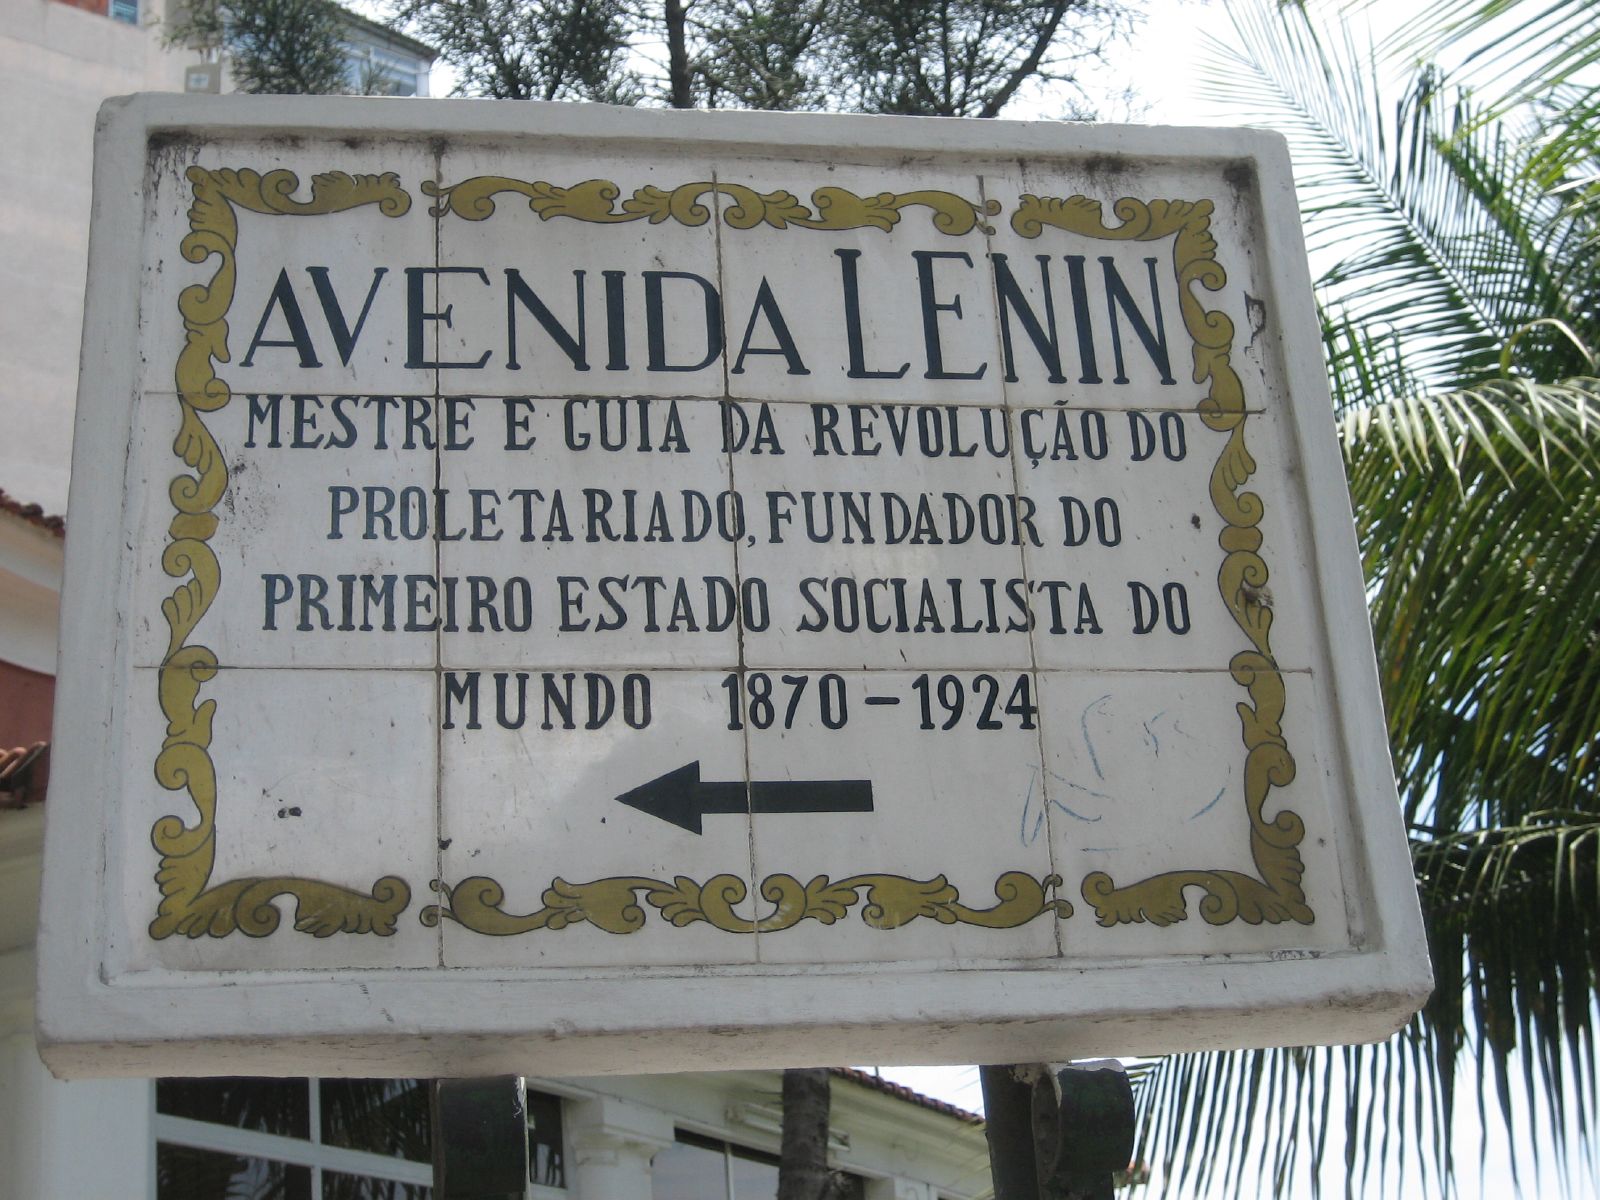 AVENIDA LENIN
MESTRE E GUIA DA REVOLUÇÃO DO
PROLETARIADO, FUNDADOR DO
PRIMEIRO ESTADO SOCIALISTA DO
MUNDO 1870 - 1924